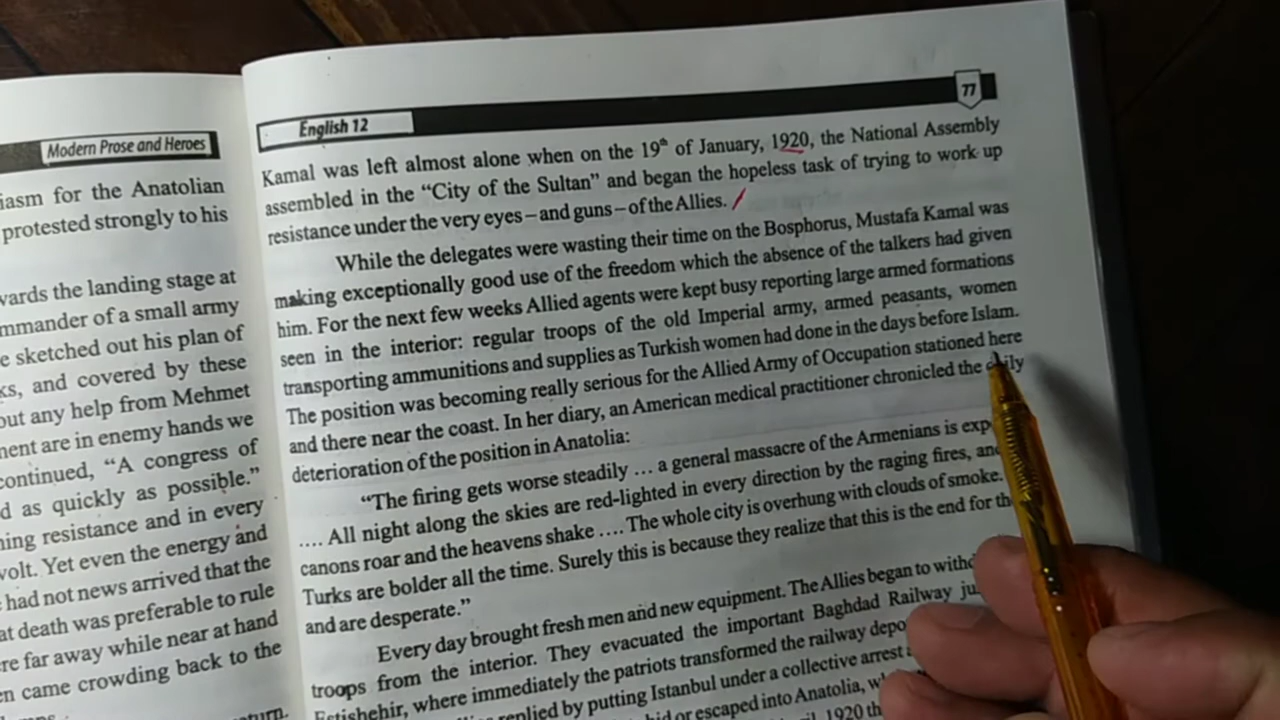 Modern Prose and Heroes
iasm for the Anatolian
protested strongly to his
wards the landing stage at
mmander of a small army
e sketched out his plan of
ks, and covered by these
out any help from Mehmet
ment are in enemy hands we
continued, “A congress of
d as quickly as possible.”
ning resistance and in every
volt. Yet even the energy and
had not news arrived that the
at death was preferable to rule
re far away while near at hand
en came crowding back to the
English 12
77
Kamal was left almost alone when on the 19th of January, 1920, the National Assembly
assembled in the “City of the Sultan” and began the hopeless task of trying to work up
resistance under the very eyes – and guns – of the Allies.
While the delegates were wasting their time on the Bosphorus, Mustafa Kamal was
making exceptionally good use of the freedom which the absence of the talkers had given
him. For the next few weeks Allied agents were kept busy reporting large armed formations
seen in the interior: regular troops of the old Imperial army, armed peasants, women
transporting ammunitions and supplies as Turkish women had done in the days before Islam.
The position was becoming really serious for the Allied Army of Occupation stationed here
and there near the coast. In her diary, an American medical practitioner chronicled the
deterioration of the position in Anatolia:
“The firing gets worse steadily … a general massacre of the Armenians is
.... All night along the skies are red-lighted in every direction by the raging fires,
canons roar and the heavens shake .... The whole city is overhung with clouds of smoke.
Turks are bolder all the time. Surely this is because they realize that this is the end for
and are desperate.”
Every day brought fresh men and new equipment. The Allies began to
troops from the interior. They evacuated the important Baghdad Railway
where immediately the patriots transformed the railway
replied by putting Istanbul under a collective arrest
or escaped into Anatolia,
1920